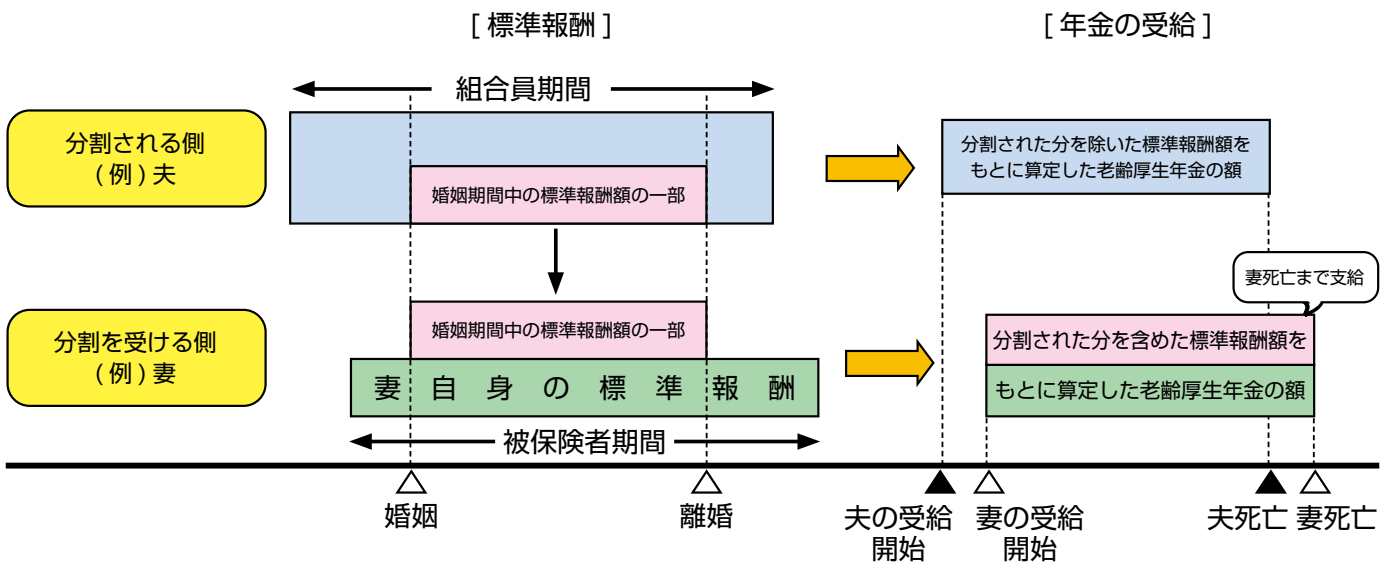 [ 標準報酬 ]
[ 年金の受給 ]
組合員期間
分割される側
( 例 ) 夫
婚姻期間中の標準報酬額の一部
分割された分を除いた標準報酬額を
もとに算定した老齢厚生年金の額
妻死亡まで支給
分割を受ける側
( 例 ) 妻
婚姻期間中の標準報酬額の一部
妻自身の標準報酬
分割された分を含めた標準報酬額を
もとに算定した老齢厚生年金の額
被保険者期間
婚姻
離婚
夫の受給
開始
妻の受給
開始
夫死亡
妻死亡